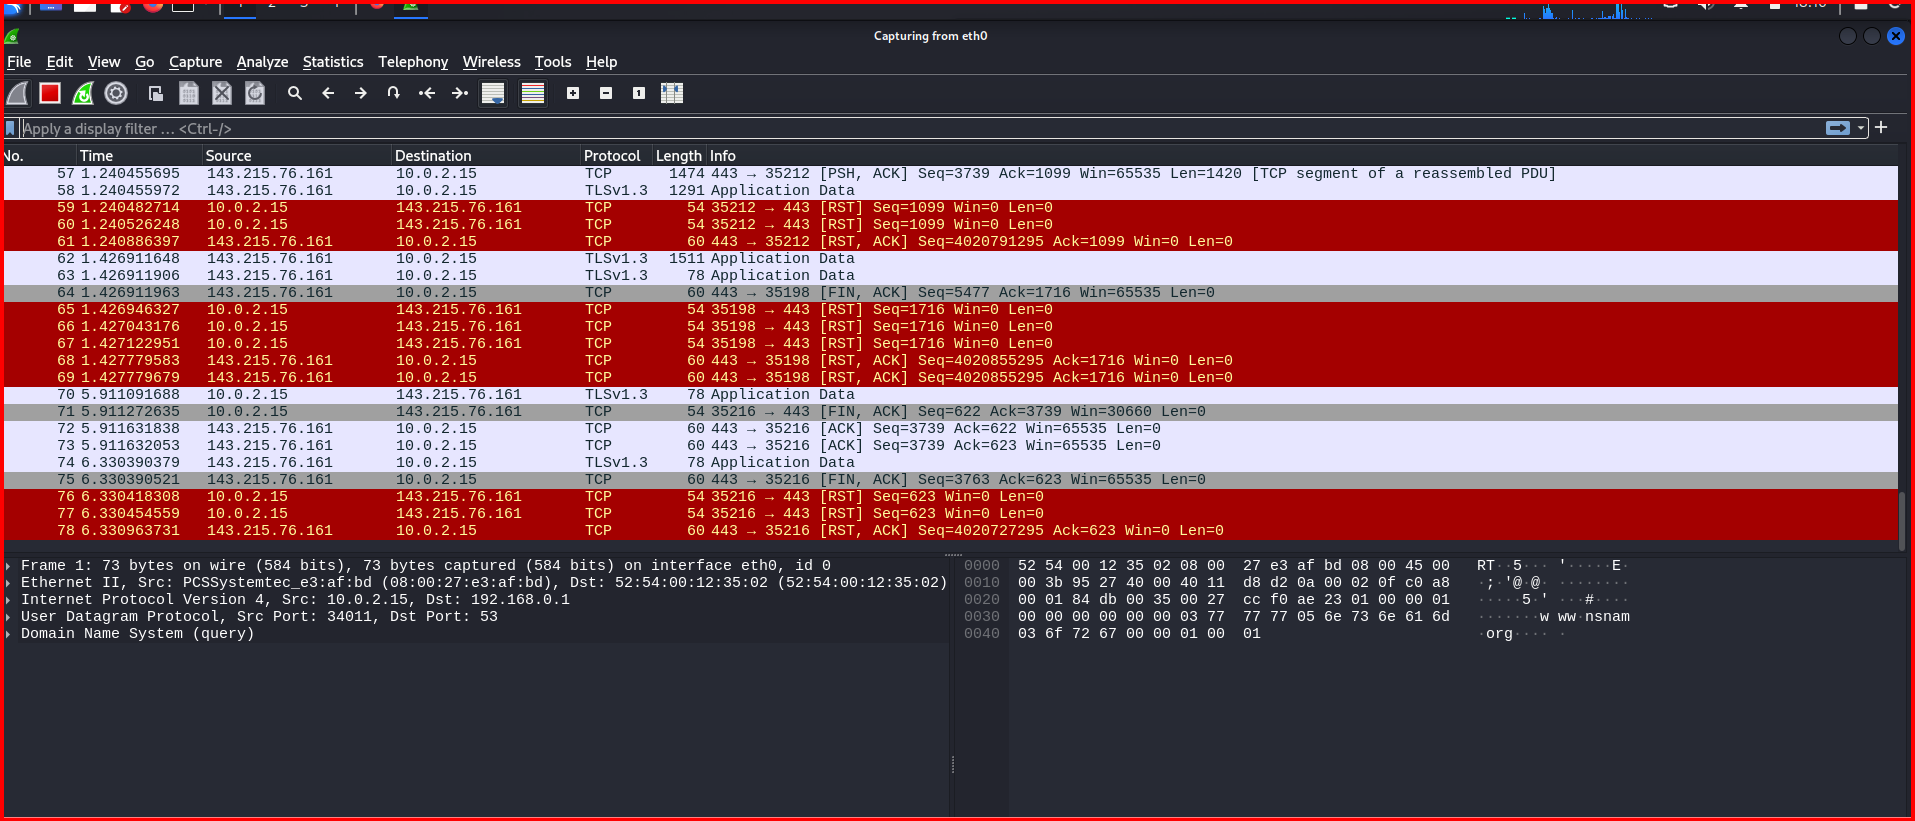 Capturing from eth0
File Edit View Go Capture Analyze Statistics Telephony Wireless Tools Help
Apply a display filter … <Ctrl-/>
No. Time Source Destination Protocol Length Info
57 1.240455695 143.215.76.161 10.0.2.15 TCP 1474 443 → 35212 [PSH, ACK] Seq=3739 Ack=1099 Win=65535 Len=1420 [TCP segment of a reassembled PDU]
58 1.240455972 143.215.76.161 10.0.2.15 TLSv1.3 1291 Application Data
59 1.240482714 10.0.2.15 143.215.76.161 TCP 54 35212 → 443 [RST] Seq=1099 Win=0 Len=0
60 1.240526248 10.0.2.15 143.215.76.161 TCP 54 35212 → 443 [RST] Seq=1099 Win=0 Len=0
61 1.240886397 143.215.76.161 10.0.2.15 TCP 60 443 → 35212 [RST, ACK] Seq=4020791295 Ack=1099 Win=0 Len=0
62 1.426911648 143.215.76.161 10.0.2.15 TLSv1.3 1511 Application Data
63 1.426911906 143.215.76.161 10.0.2.15 TLSv1.3 78 Application Data
64 1.426911963 143.215.76.161 10.0.2.15 TCP 60 443 → 35198 [FIN, ACK] Seq=5477 Ack=1716 Win=65535 Len=0
65 1.426946327 10.0.2.15 143.215.76.161 TCP 54 35198 → 443 [RST] Seq=1716 Win=0 Len=0
66 1.427043176 10.0.2.15 143.215.76.161 TCP 54 35198 → 443 [RST] Seq=1716 Win=0 Len=0
67 1.427122951 10.0.2.15 143.215.76.161 TCP 54 35198 → 443 [RST] Seq=1716 Win=0 Len=0
68 1.427779583 143.215.76.161 10.0.2.15 TCP 60 443 → 35198 [RST, ACK] Seq=4020855295 Ack=1716 Win=0 Len=0
69 1.427779679 143.215.76.161 10.0.2.15 TCP 60 443 → 35198 [RST, ACK] Seq=4020855295 Ack=1716 Win=0 Len=0
70 5.911091688 10.0.2.15 143.215.76.161 TLSv1.3 78 Application Data
71 5.911272635 10.0.2.15 143.215.76.161 TCP 54 35216 → 443 [FIN, ACK] Seq=622 Ack=3739 Win=30660 Len=0
72 5.911631838 143.215.76.161 10.0.2.15 TCP 60 443 → 35216 [ACK] Seq=3739 Ack=622 Win=65535 Len=0
73 5.911632053 143.215.76.161 10.0.2.15 TCP 60 443 → 35216 [ACK] Seq=3739 Ack=623 Win=65535 Len=0
74 6.330390379 143.215.76.161 10.0.2.15 TLSv1.3 78 Application Data
75 6.330390521 143.215.76.161 10.0.2.15 TCP 60 443 → 35216 [FIN, ACK] Seq=3763 Ack=623 Win=65535 Len=0
76 6.330418308 10.0.2.15 143.215.76.161 TCP 54 35216 → 443 [RST] Seq=623 Win=0 Len=0
77 6.330454559 10.0.2.15 143.215.76.161 TCP 54 35216 → 443 [RST] Seq=623 Win=0 Len=0
78 6.330963731 143.215.76.161 10.0.2.15 TCP 60 443 → 35216 [RST, ACK] Seq=4020727295 Ack=623 Win=0 Len=0
Frame 1: 73 bytes on wire (584 bits), 73 bytes captured (584 bits) on interface eth0, id 0
Ethernet II, Src: PCSSystemtec_e3:af:bd (08:00:27:e3:af:bd), Dst: 52:54:00:12:35:02 (52:54:00:12:35:02)
Internet Protocol Version 4, Src: 10.0.2.15, Dst: 192.168.0.1
User Datagram Protocol, Src Port: 34011, Dst Port: 53
Domain Name System (query)
0000 52 54 00 12 35 02 08 00 27 e3 af bd 08 00 45 00 RT··5··· '·····E·
0010 00 3b 95 27 40 00 40 11 d8 d2 0a 00 02 0f c0 a8 ·;·'@·@· ········
0020 00 01 84 db 00 35 00 27 cc f0 ae 23 01 00 00 01 ·····5·' ···#····
0030 00 00 00 00 00 00 03 77 77 77 05 6e 73 6e 61 6d ·······w ww·nsnam
0040 03 6f 72 67 00 00 01 00 01 ·org···· ·